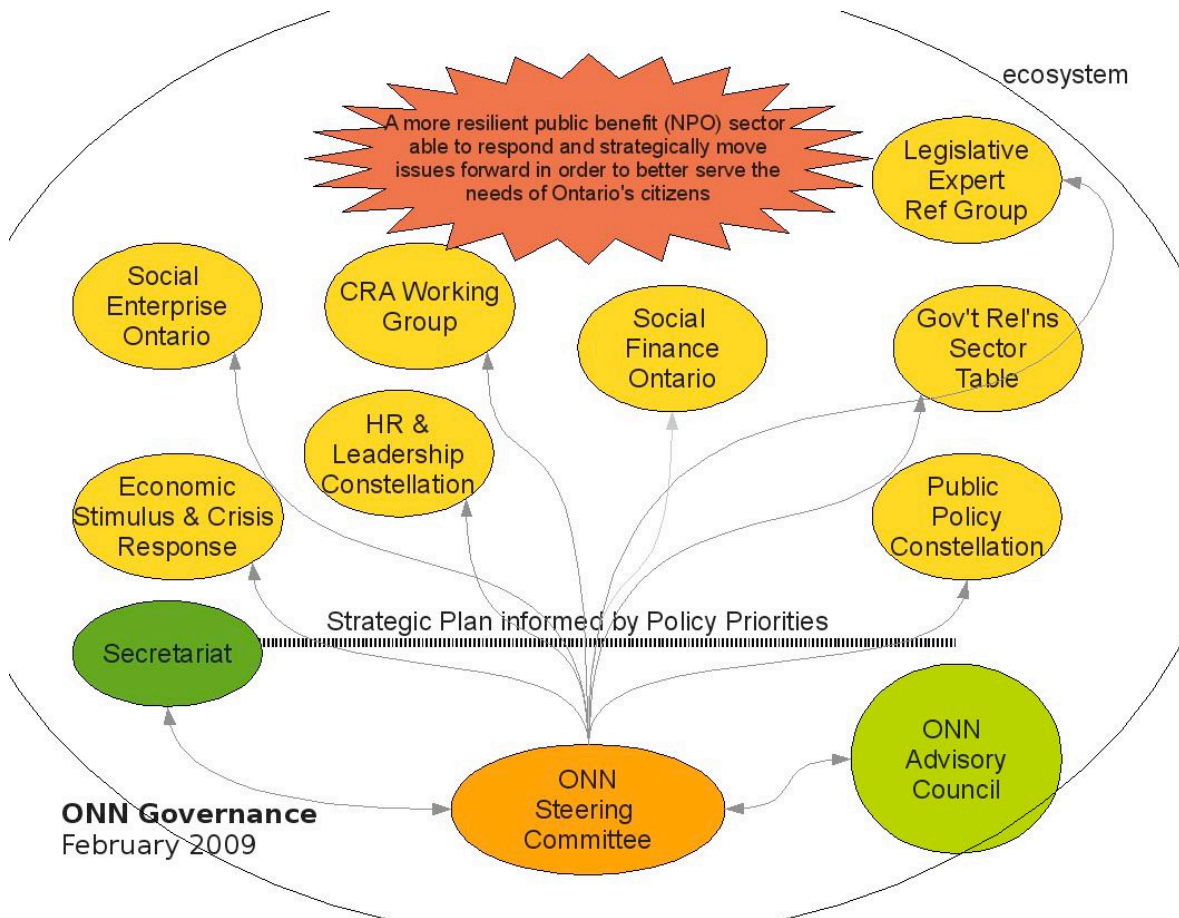 ecosystem
A more resilient public benefit (NPO) sector
able to respond and strategically move
issues forward in order to better serve the
needs of Ontario's citizens
Legislative
Expert
Ref Group
Social
Enterprise
Ontario
CRA Working
Group
Social
Finance
Ontario
Gov't Rel'ns
Sector
Table
HR &
Leadership
Constellation
Economic
Stimulus & Crisis
Response
Public
Policy
Constellation
Strategic Plan informed by Policy Priorities
Secretariat
ONN
Advisory
Council
ONN
Steering
Committee
ONN Governance
February 2009